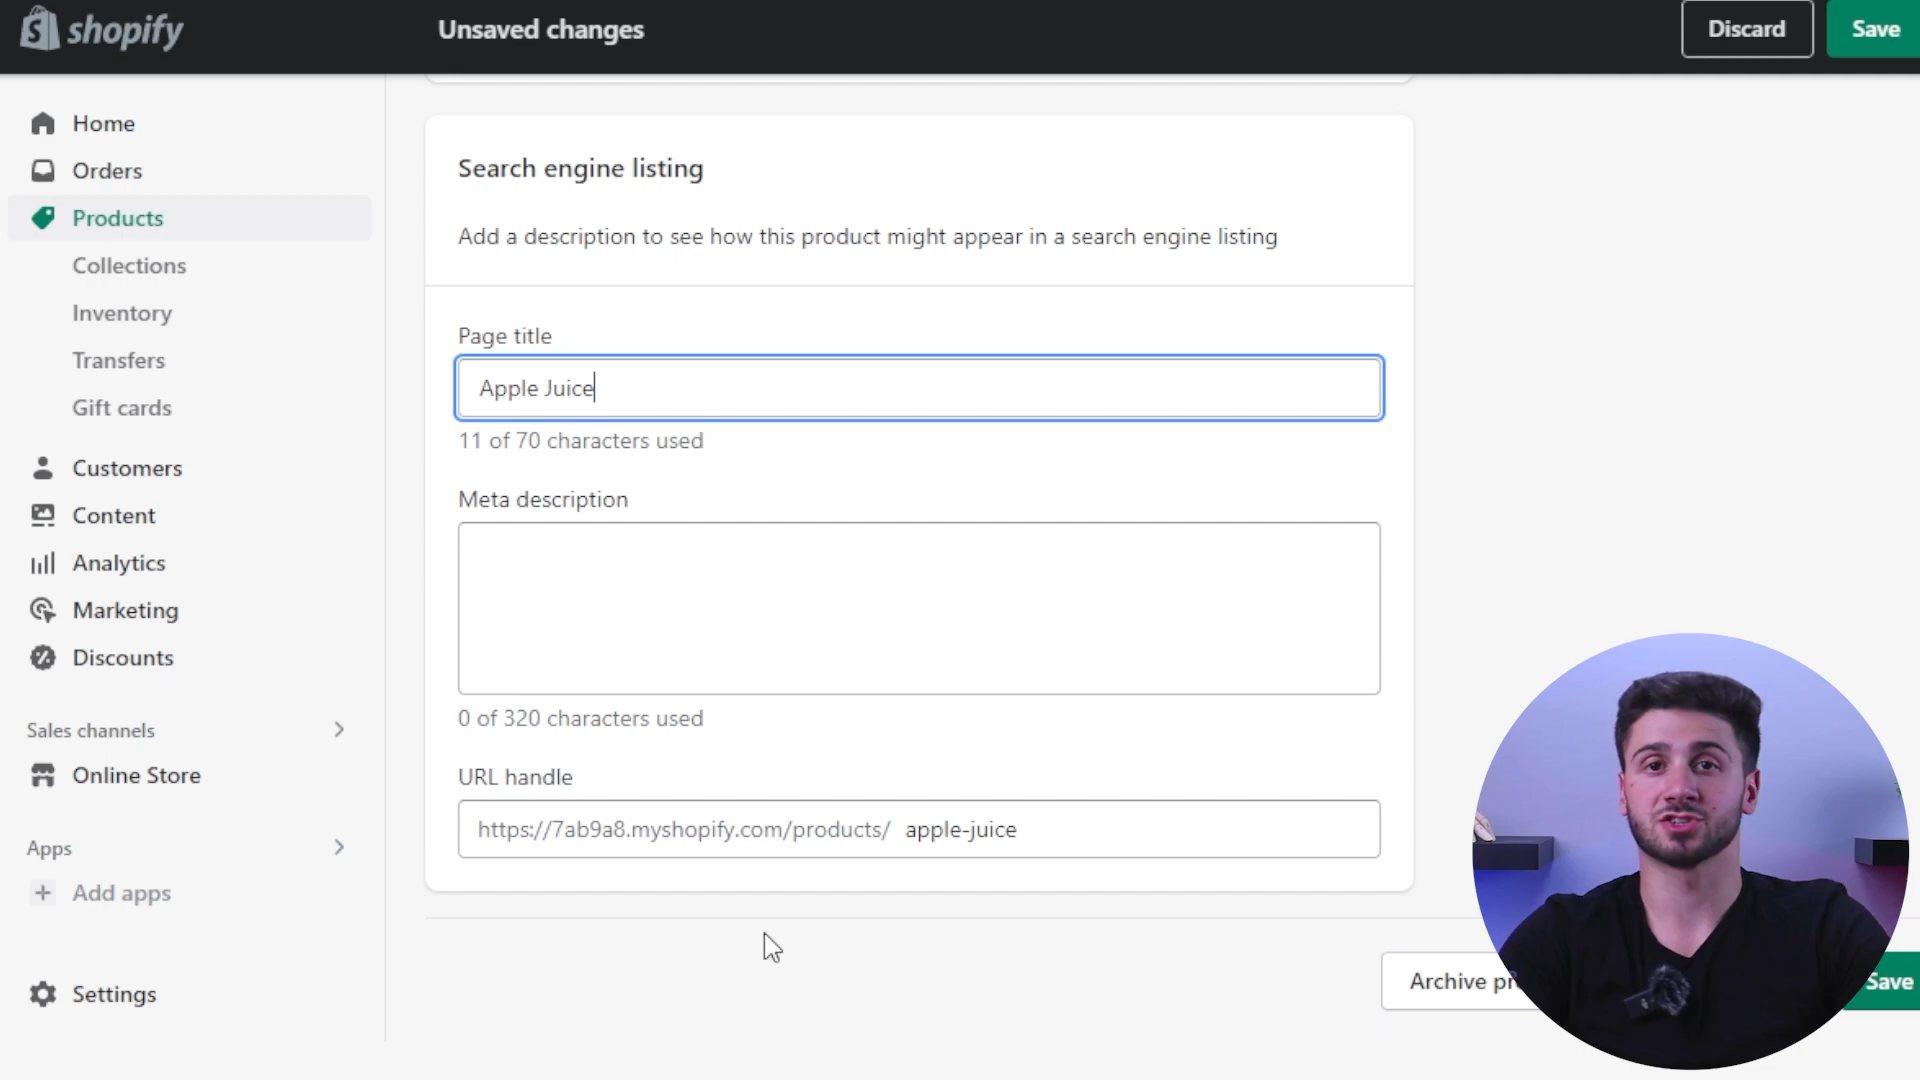 shopify
Unsaved changes
Discard
Save
Home
Orders
Products
Collections
Inventory
Transfers
Gift cards
Customers
Content
Analytics
Marketing
Discounts
Sales channels
Online Store
Apps
Add apps
Settings
Search engine listing
Add a description to see how this product might appear in a search engine listing
Page title
Apple Juice
11 of 70 characters used
Meta description
0 of 320 characters used
URL handle
https://7ab9a8.myshopify.com/products/ apple-juice
Archive
Save